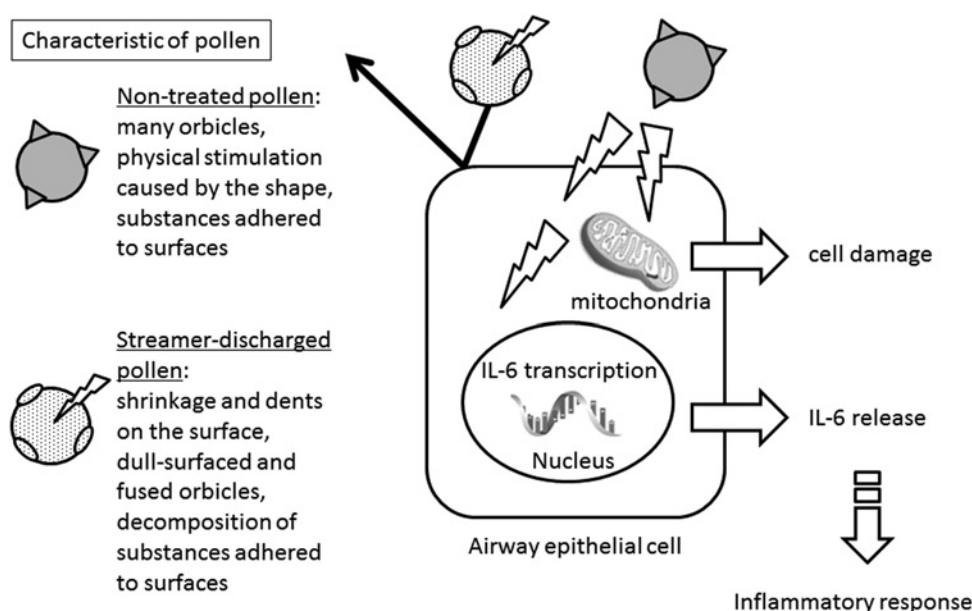 Characteristic of pollen
Non-treated pollen:
many orbicles,
physical stimulation
caused by the shape,
substances adhered
to surfaces
Streamer-discharged
pollen:
shrinkage and dents
on the surface,
dull-surfaced and
fused orbicles,
decomposition of
substances adhered
to surfaces
mitochondria
cell damage
IL-6 transcription
Nucleus
IL-6 release
Airway epithelial cell
Inflammatory response